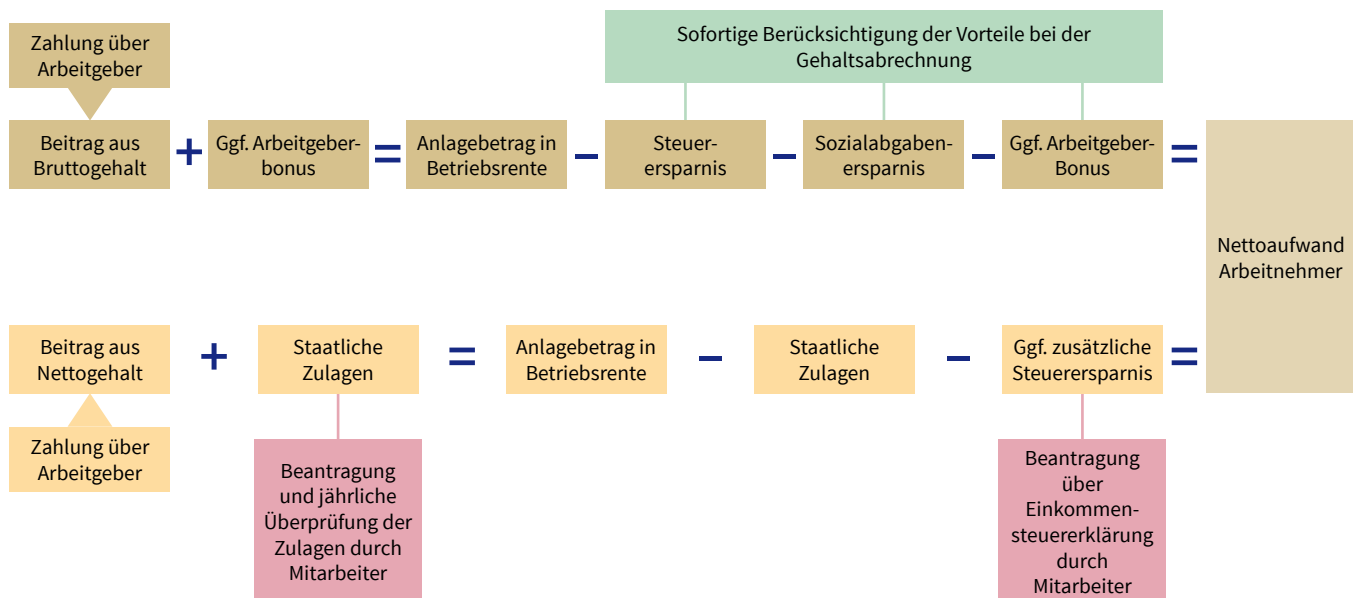 Zahlung über
Arbeitgeber
Sofortige Berücksichtigung der Vorteile bei der
Gehaltsabrechnung
Beitrag aus
Bruttogehalt
+
Ggf. Arbeitgeber-
bonus
=
Anlagebetrag in
Betriebsrente
–
Steuer-
ersparnis
–
Sozialabgaben-
ersparnis
–
Ggf. Arbeitgeber-
Bonus
=
Nettoaufwand
Arbeitnehmer
Beitrag aus
Nettogehalt
+
Staatliche
Zulagen
=
Anlagebetrag in
Betriebsrente
–
Staatliche
Zulagen
–
Ggf. zusätzliche
Steuerersparnis
=
Zahlung über
Arbeitgeber
Beantragung
und jährliche
Überprüfung der
Zulagen durch
Mitarbeiter
Beantragung
über
Einkommen-
steuererklärung
durch
Mitarbeiter